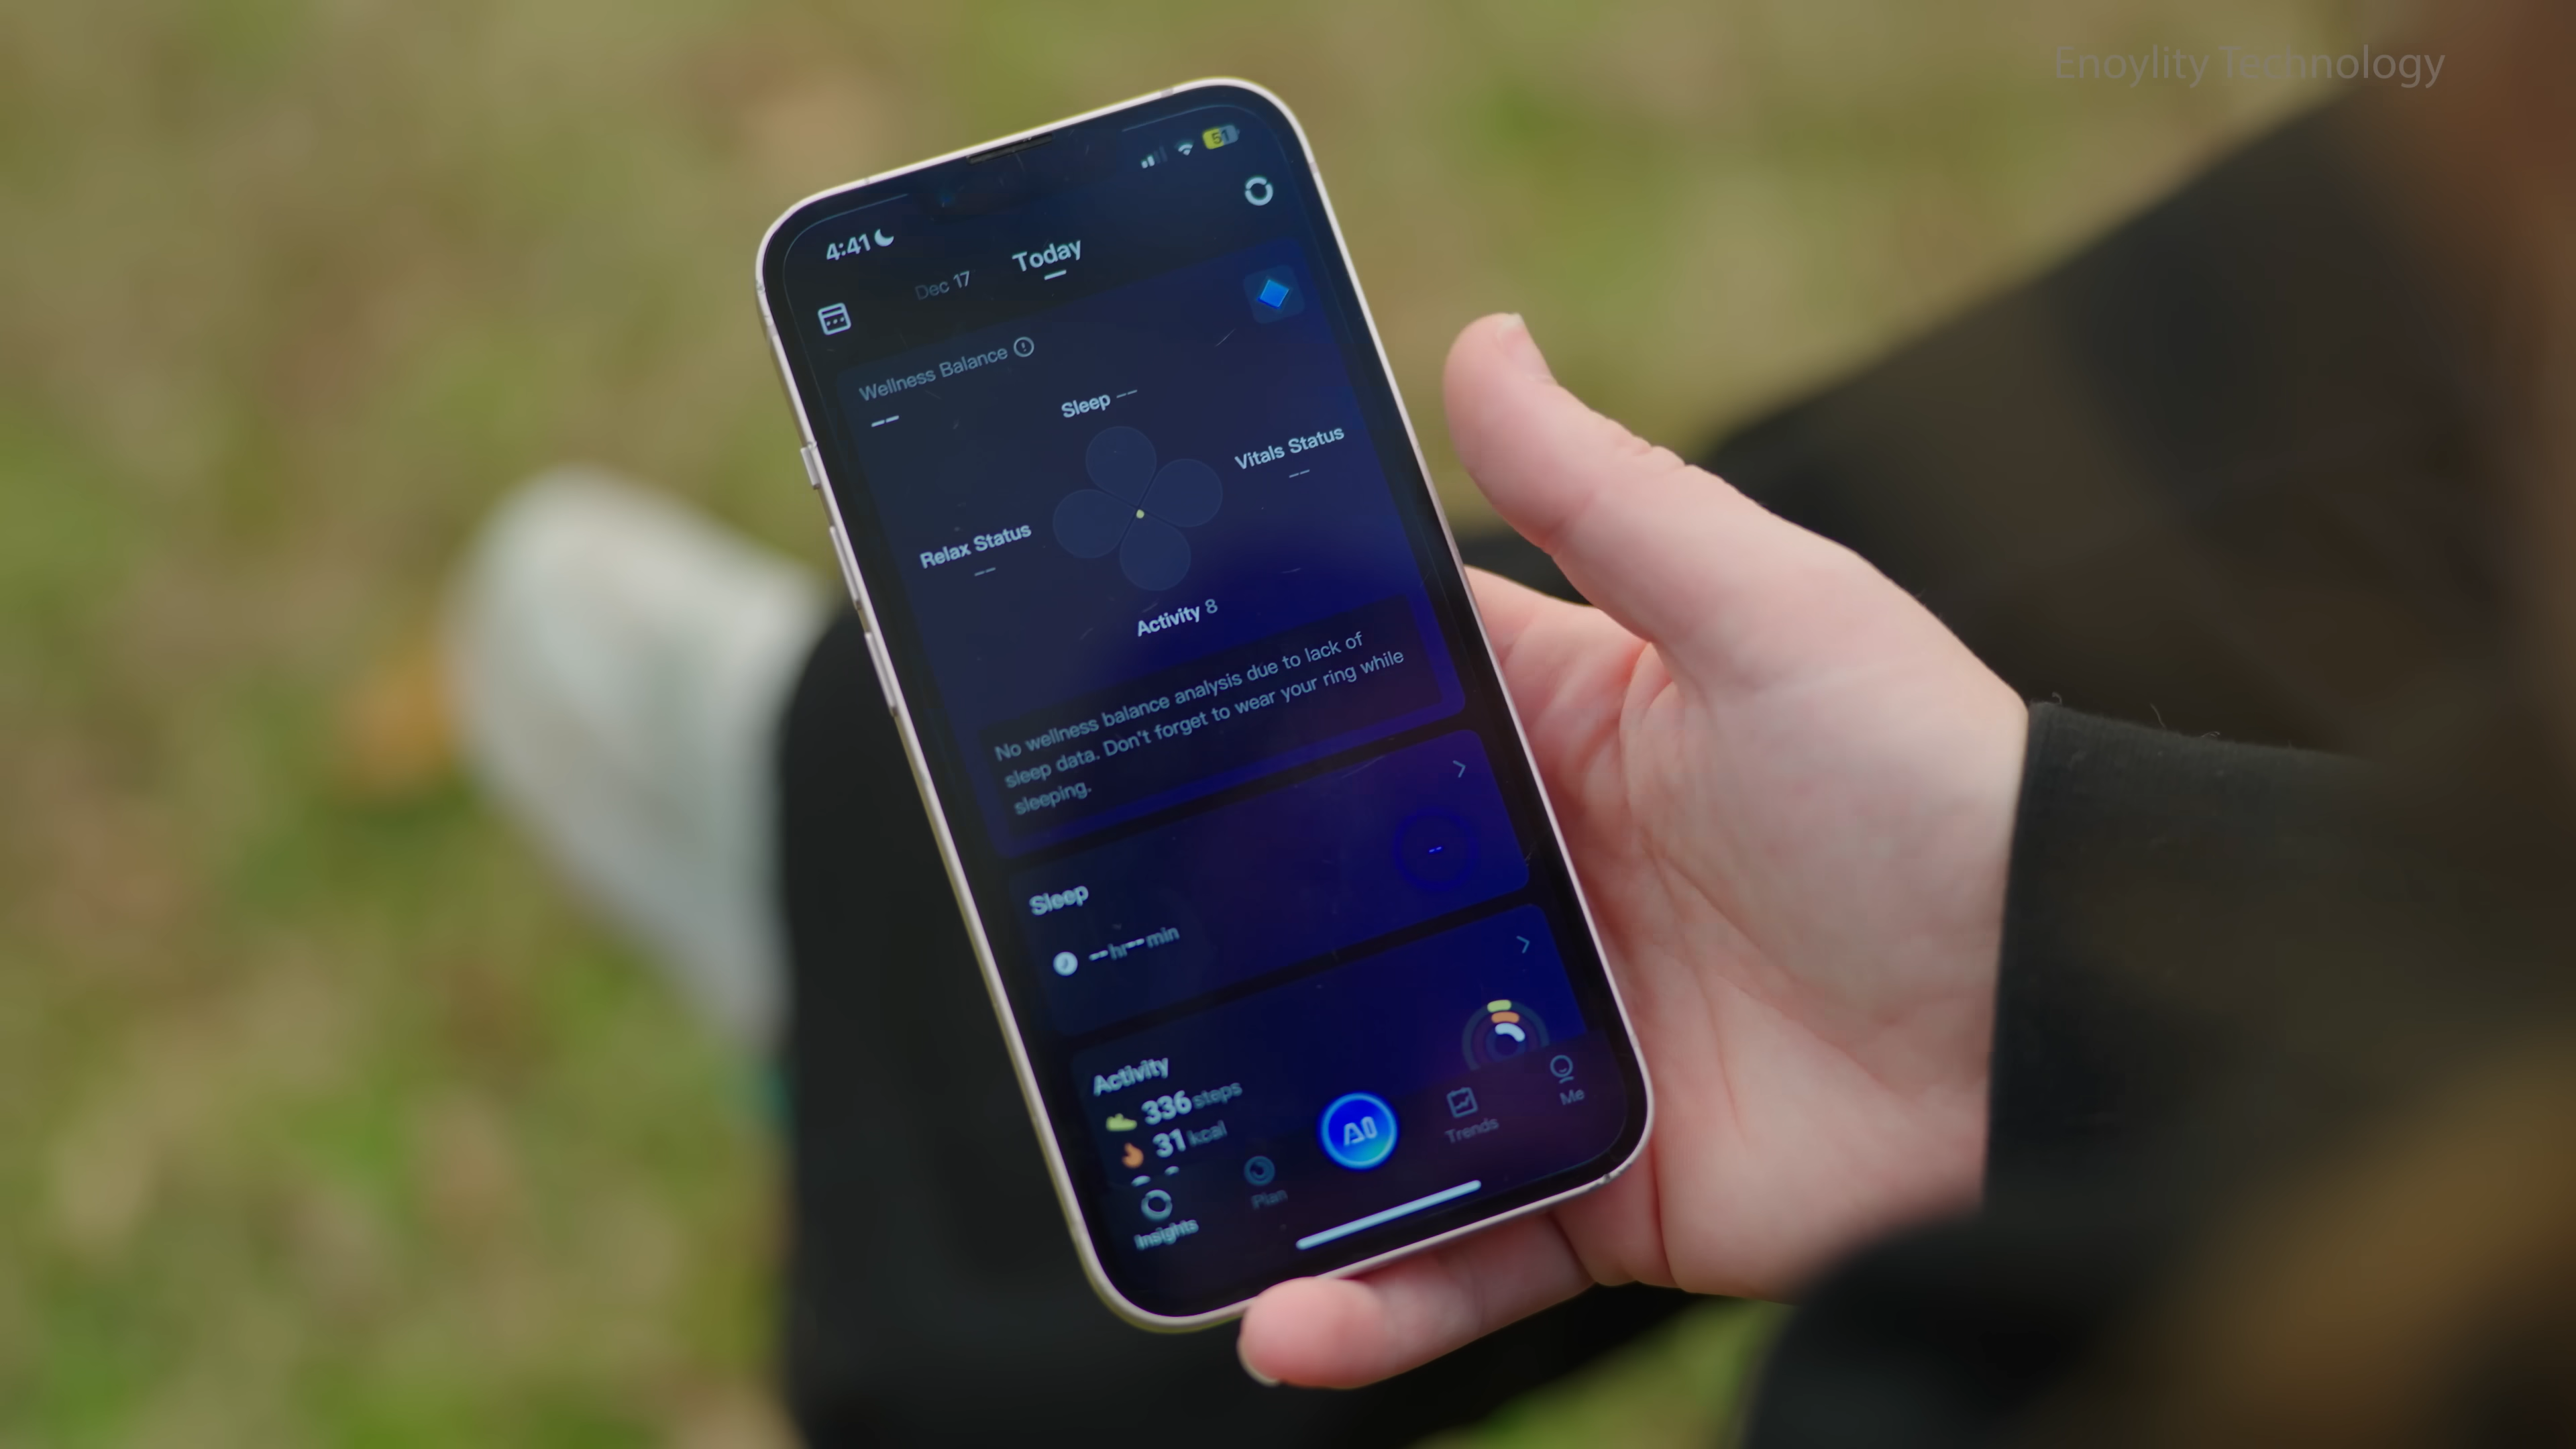 Enoylity Technology
51
4:41
Dec 17
Today
Wellness Balance
--
Sleep --
Vitals Status
--
Relax Status
--
Activity 8
No wellness balance analysis due to lack of
sleep data. Don't forget to wear your ring while
sleeping.
Sleep
--
-- hr -- min
Activity
336 steps
31 kcal
Insights
Plan
AI
Trends
Me